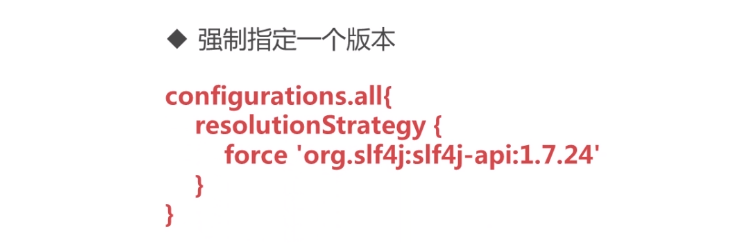 ◆ 强制指定一个版本
configurations.all{
resolutionStrategy {
force 'org.slf4j:slf4j-api:1.7.24'
}
}